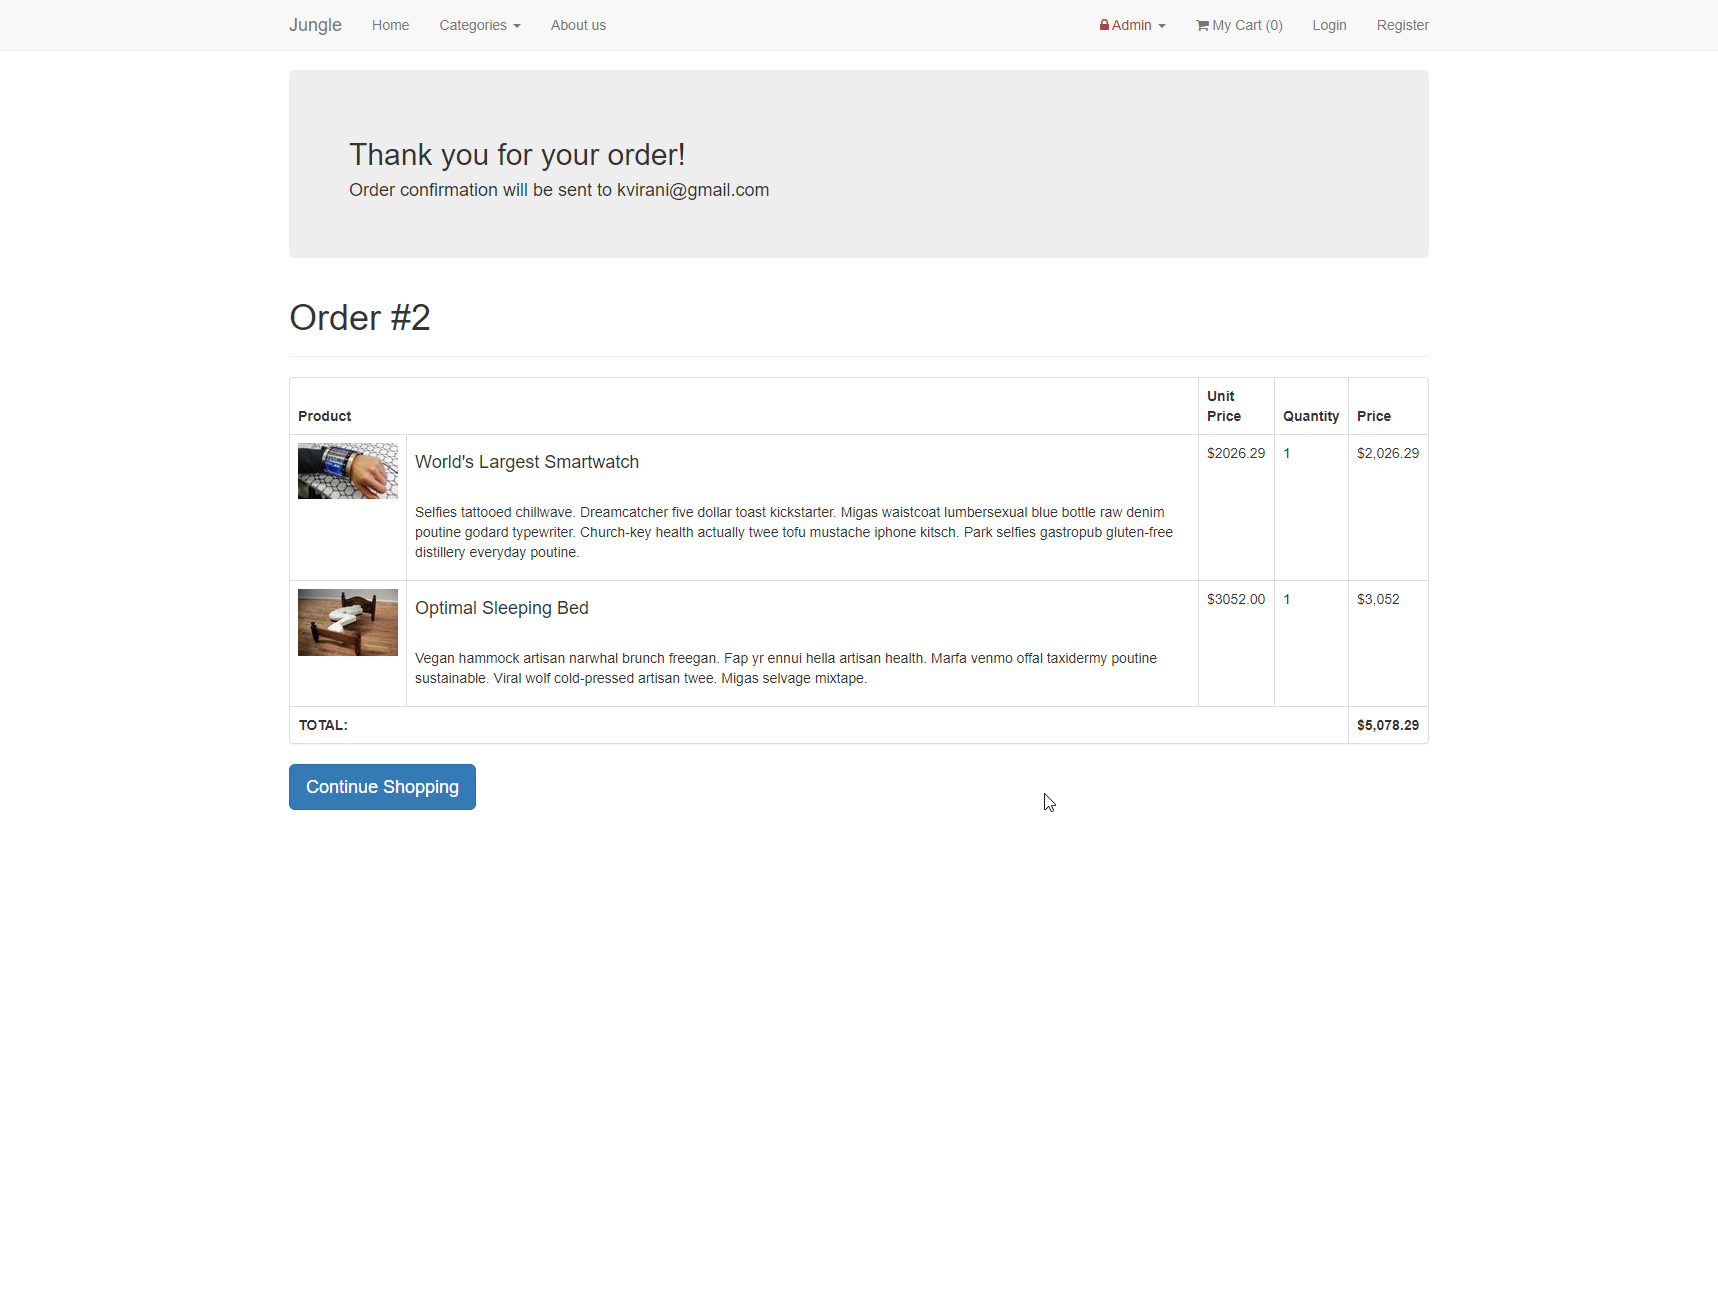 Jungle Home Categories About us Admin My Cart (0) Login Register
Thank you for your order!
Order confirmation will be sent to kvirani@gmail.com
Order #2
Product Unit Price Quantity Price
World's Largest Smartwatch $2026.29 1 $2,026.29
Selfies tattooed chillwave. Dreamcatcher five dollar toast kickstarter. Migas waistcoat lumbersexual blue bottle raw denim
poutine godard typewriter. Church-key health actually twee tofu mustache iphone kitsch. Park selfies gastropub gluten-free
distillery everyday poutine.
Optimal Sleeping Bed $3052.00 1 $3,052
Vegan hammock artisan narwhal brunch freegan. Fap yr ennui hella artisan health. Marfa venmo offal taxidermy poutine
sustainable. Viral wolf cold-pressed artisan twee. Migas selvage mixtape.
TOTAL: $5,078.29
Continue Shopping